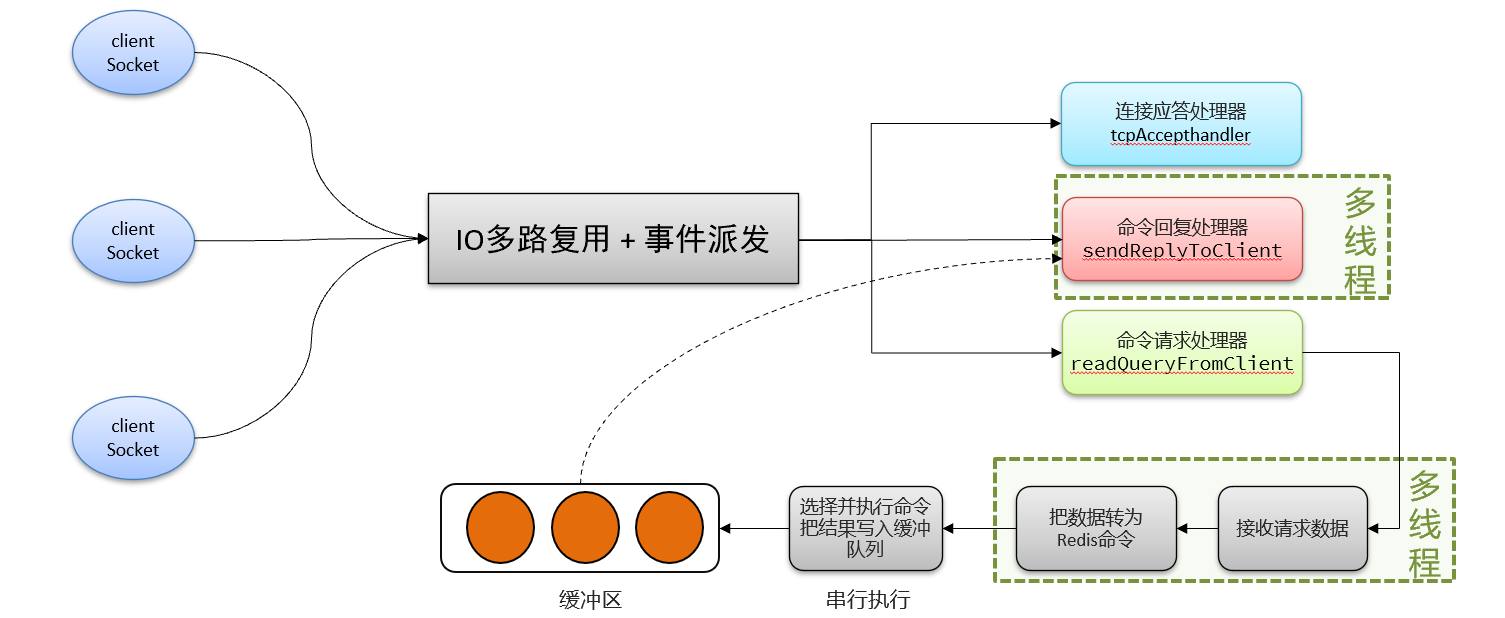 client
Socket
client
Socket
client
Socket
IO多路复用 + 事件派发
连接应答处理器
tcpAccepthandler
命令回复处理器
sendReplyToClient
多
线
程
命令请求处理器
readQueryFromClient
缓冲区
选择并执行命令
把结果写入缓冲
队列
串行执行
把数据转为
Redis命令
接收请求数据
多
线
程